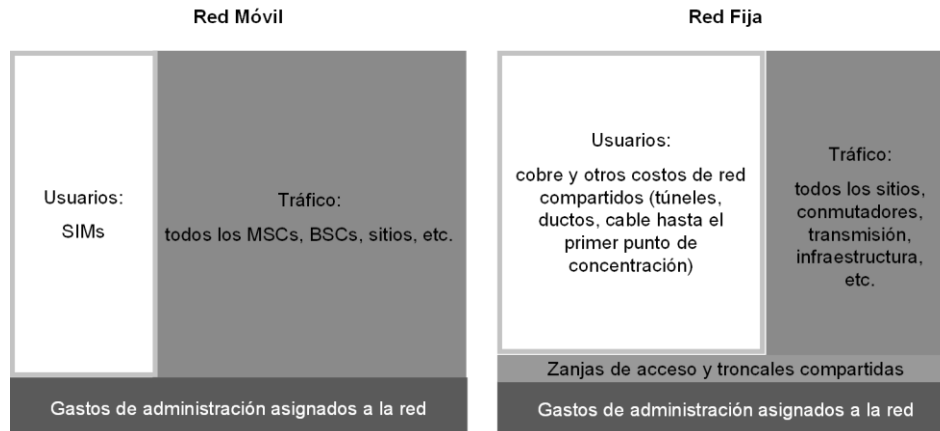 Red Móvil
Usuarios:
SIMs
Tráfico:
todos los MSCs, BSCs, sitios, etc.
Gastos de administración asignados a la red
Red Fija
Usuarios:
cobre y otros costos de red
compartidos (túneles,
ductos, cable hasta el
primer punto de
concentración)
Tráfico:
todos los sitios,
conmutadores,
transmisión,
infraestructura,
etc.
Zanjas de acceso y troncales compartidas
Gastos de administración asignados a la red